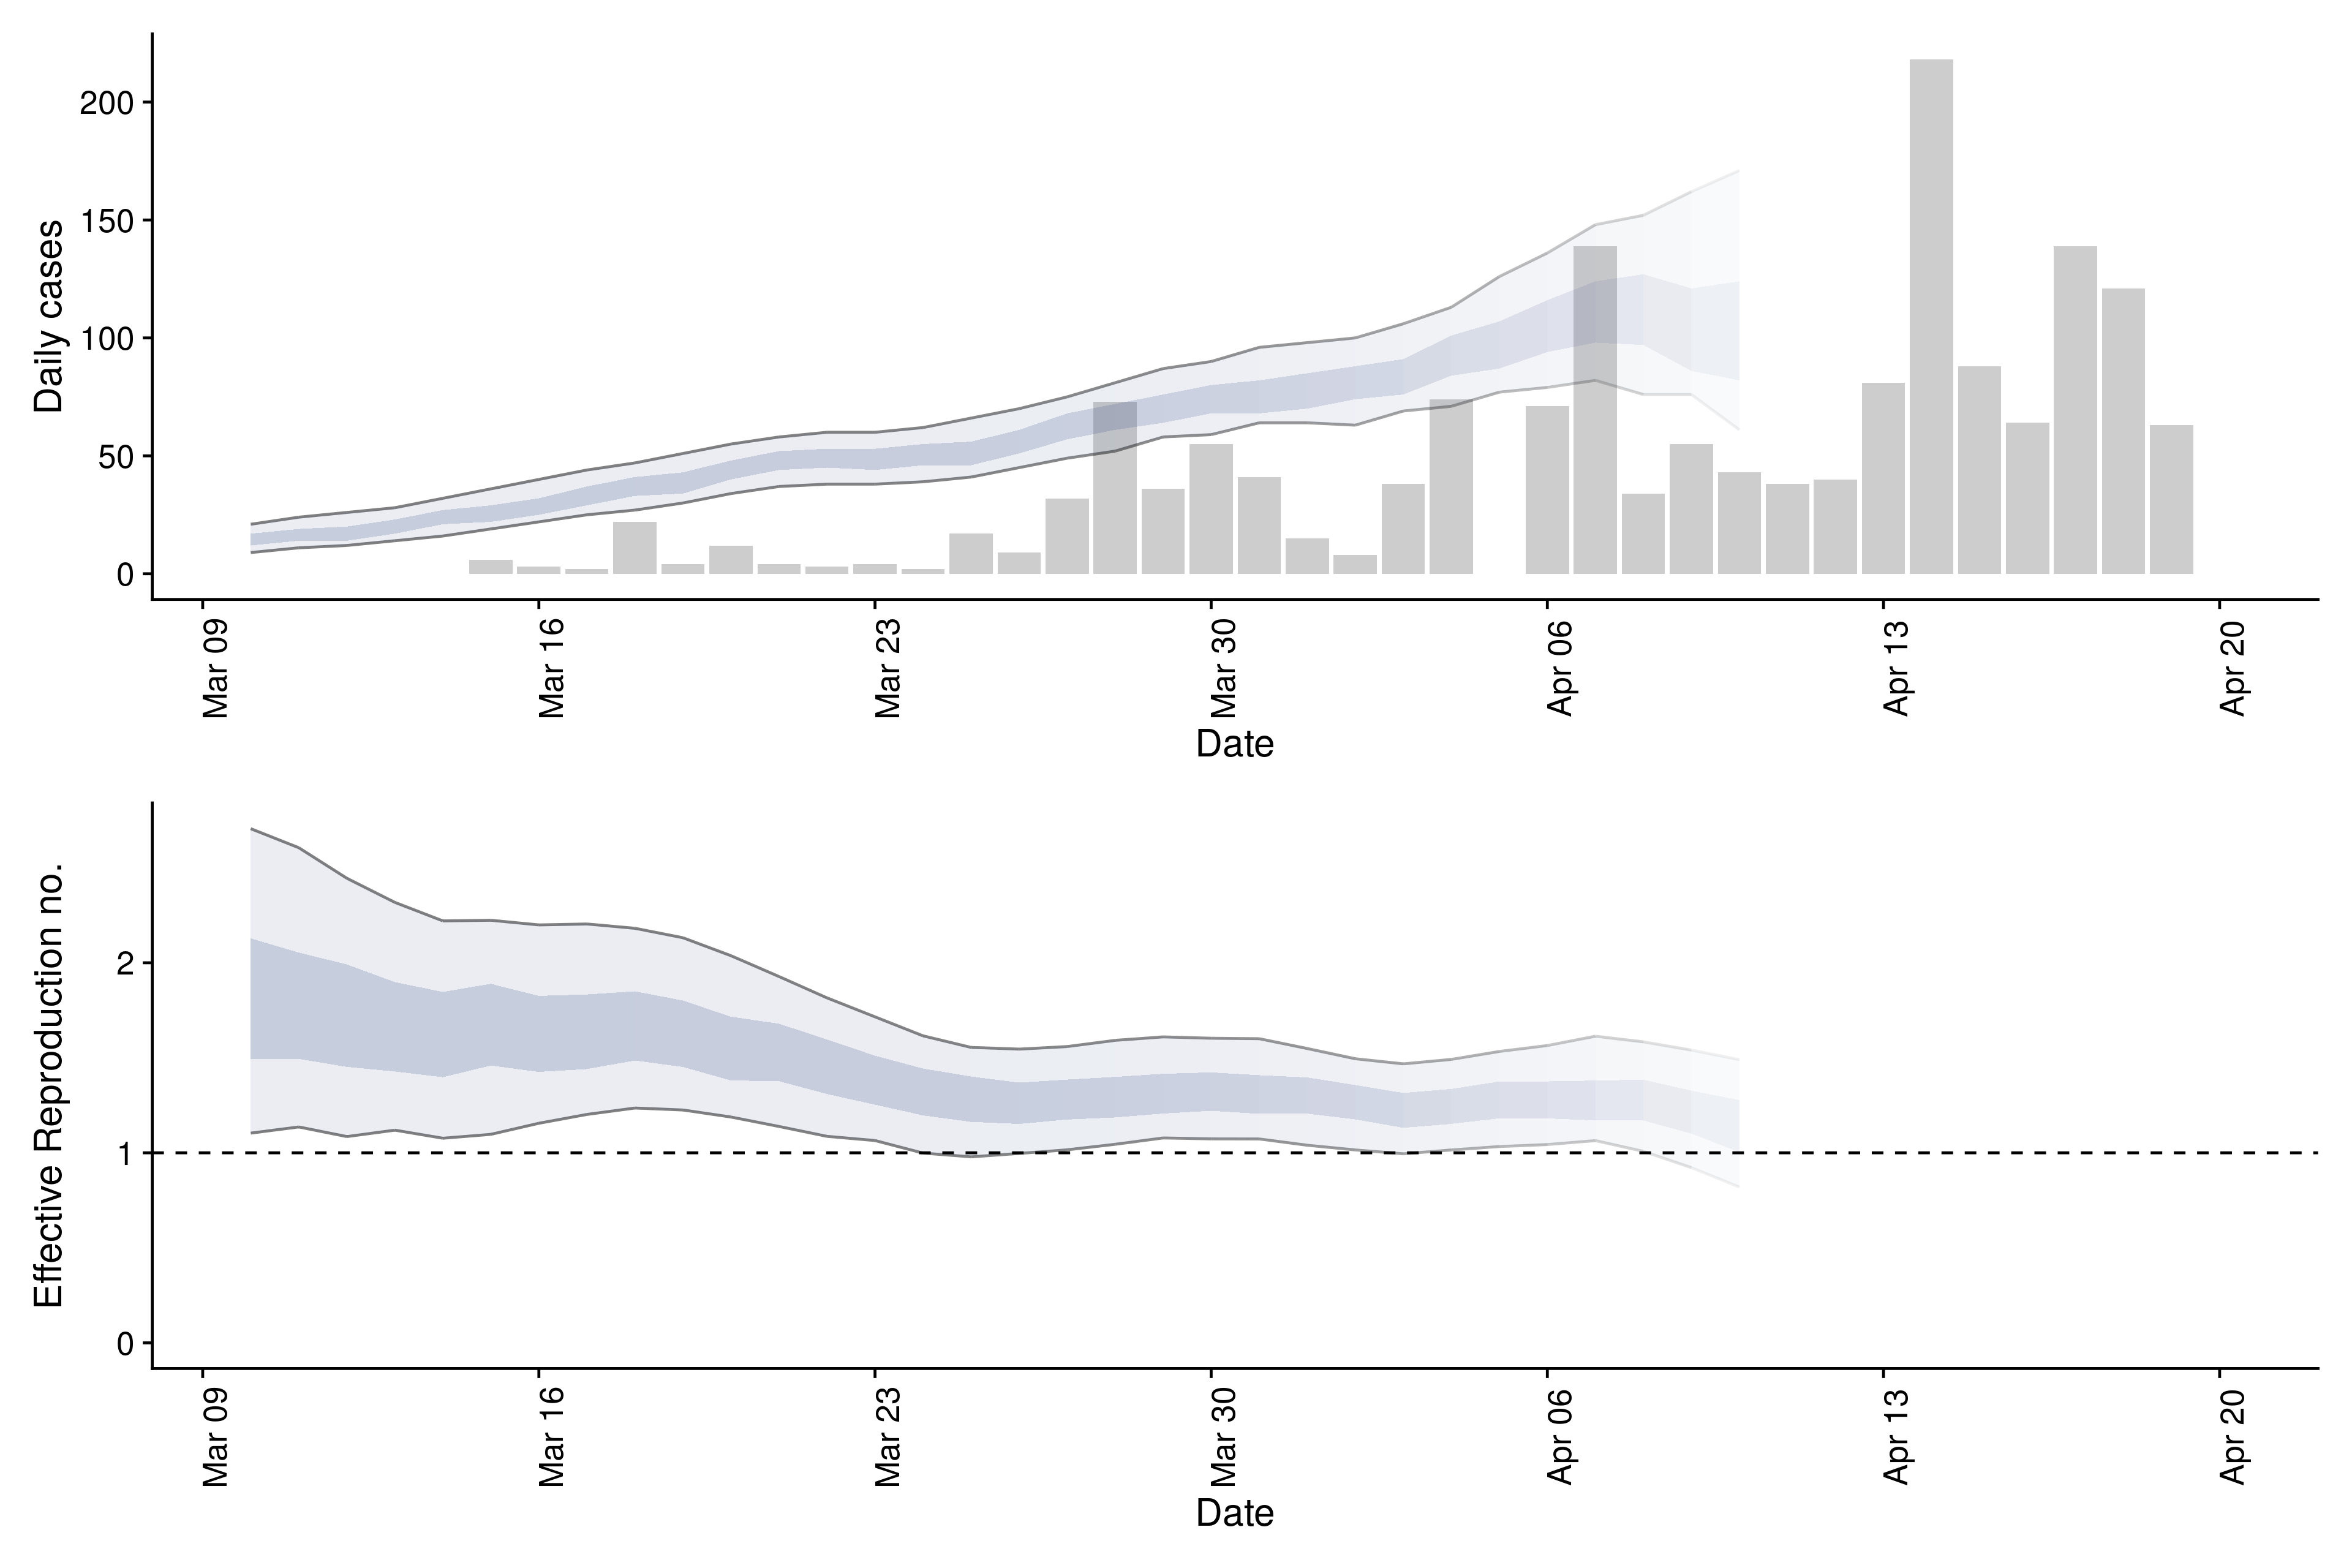 Daily cases
200
150
100
50
0
Mar 09
Mar 16
Mar 23
Mar 30
Apr 06
Apr 13
Apr 20
Date
Effective Reproduction no.
2
1
0
Mar 09
Mar 16
Mar 23
Mar 30
Apr 06
Apr 13
Apr 20
Date